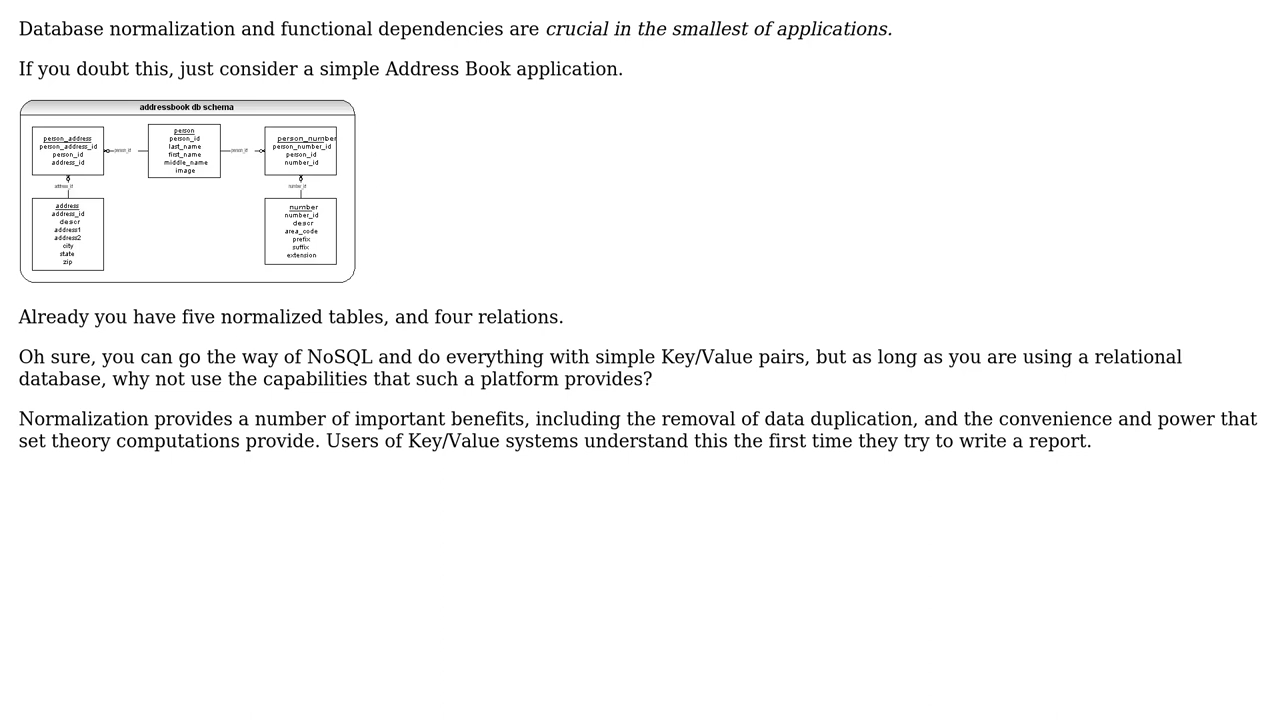 Database normalization and functional dependencies are crucial in the smallest of applications.
If you doubt this, just consider a simple Address Book application.
addressbook db schema
person_address
person_address_id
person_id
address_id
person_id
person
person_id
last_name
first_name
middle_name
image
person_id
person_number
person_number_id
person_id
number_id
address_id
number_id
address
address_id
descr
address1
address2
city
state
zip
number
number_id
descr
area_code
prefix
suffix
extension
Already you have five normalized tables, and four relations.
Oh sure, you can go the way of NoSQL and do everything with simple Key/Value pairs, but as long as you are using a relational
database, why not use the capabilities that such a platform provides?
Normalization provides a number of important benefits, including the removal of data duplication, and the convenience and power that
set theory computations provide. Users of Key/Value systems understand this the first time they try to write a report.